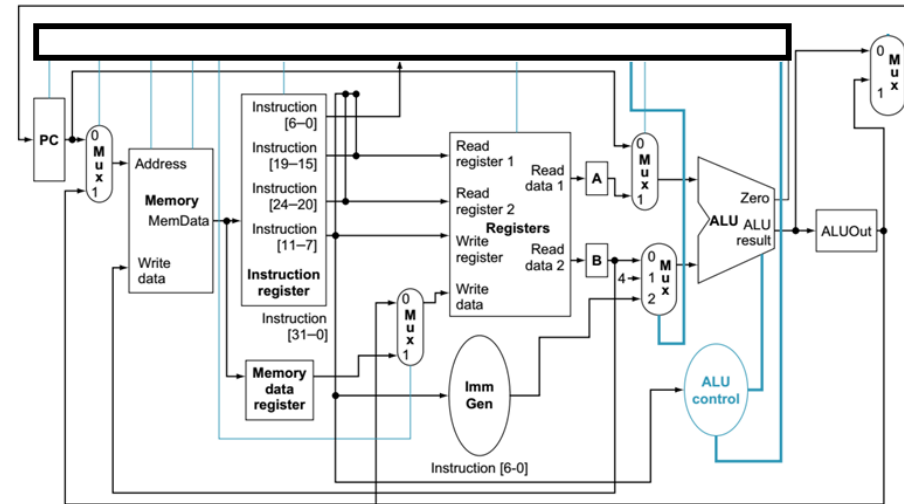 PC
0
M
u
x
1
Address
Memory
MemData
Write
data
Instruction
[6–0]
Instruction
[19–15]
Instruction
[24–20]
Instruction
[11–7]
Instruction
register
Instruction
[31–0]
Memory
data
register
0
M
u
x
1
Read
register 1
Read
register 2
Registers
Write
register
Write
data
Read
data 1
Read
data 2
Imm
Gen
Instruction [6-0]
A
B
0
M
u
x
1
0
M
u
x
1
2
4
ALU
Zero
ALU
result
ALU
control
ALUOut
0
M
u
x
1